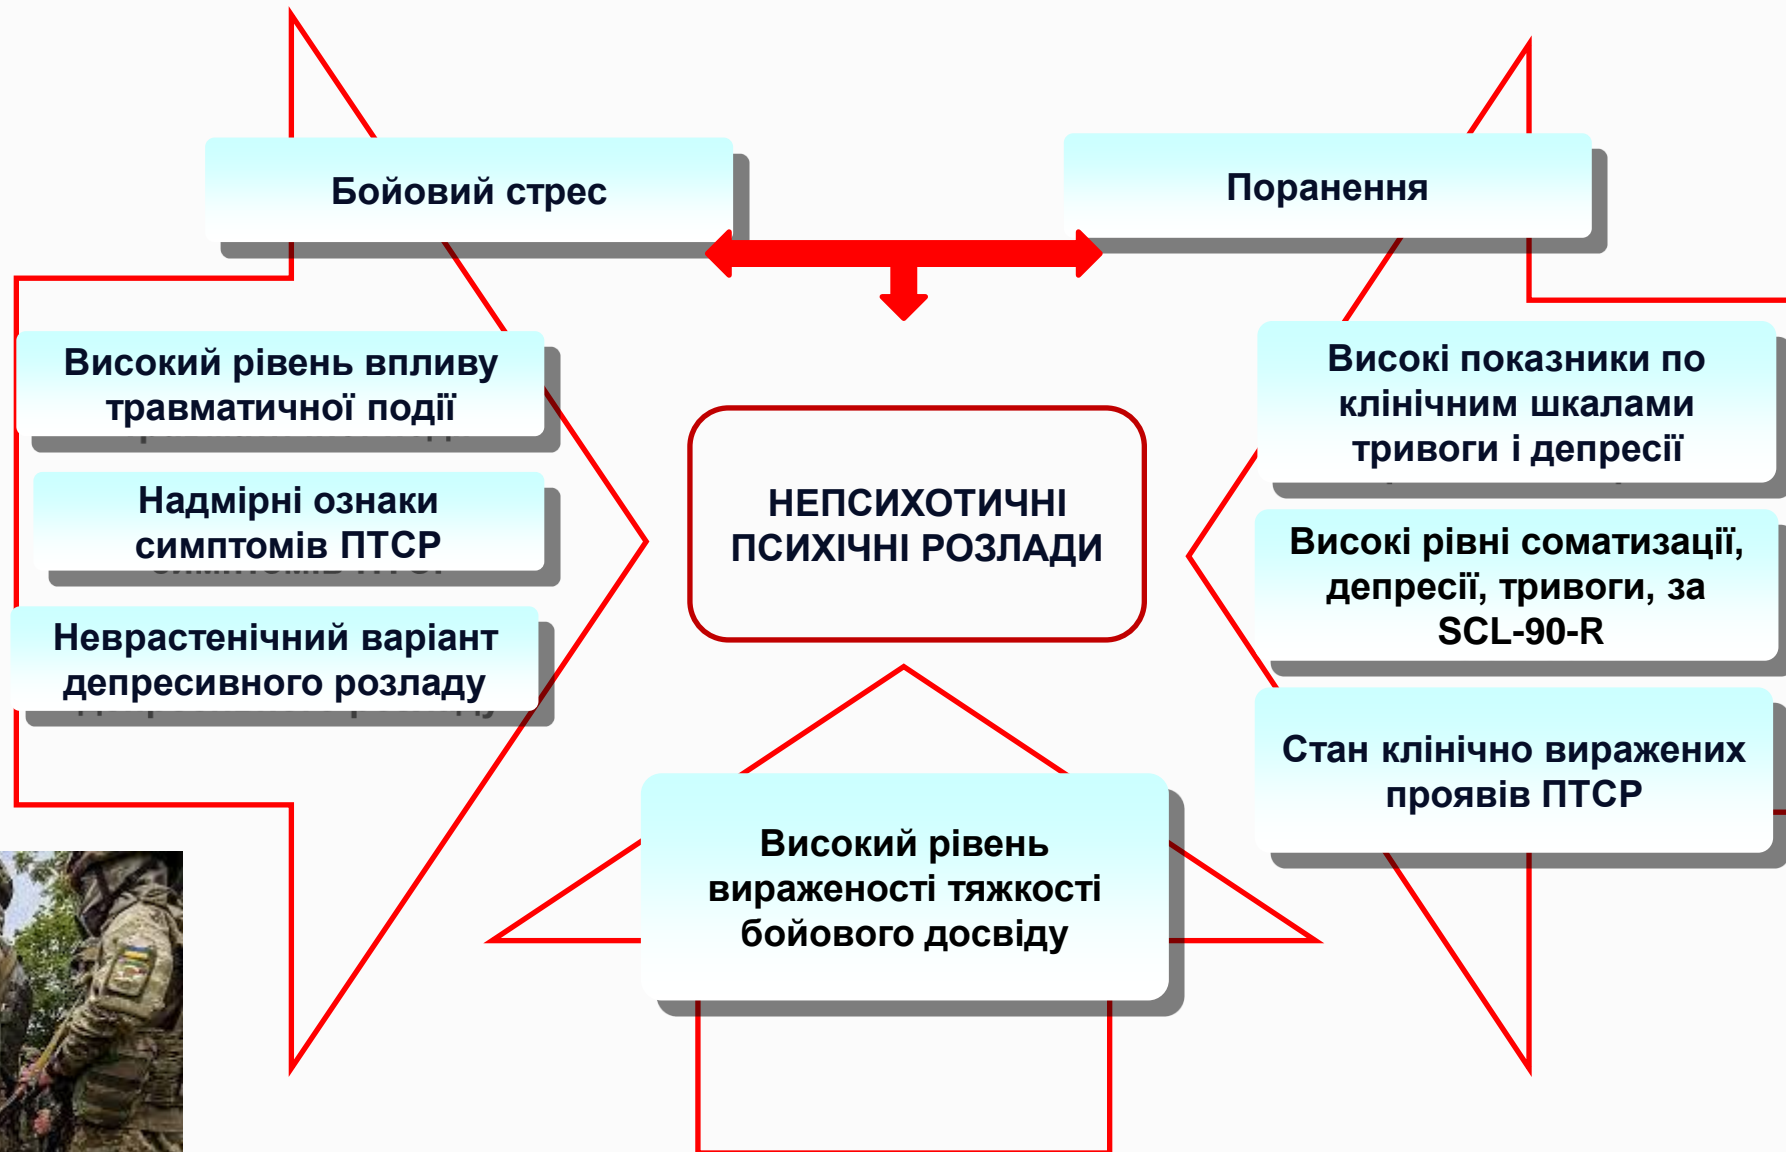 Бойовий стрес
Поранення
Високий рівень впливу
травматичної події
Надмірні ознаки
симптомів ПТСР
Неврастенічний варіант
депресивного розладу
НЕПСИХОТИЧНІ
ПСИХІЧНІ РОЗЛАДИ
Високі показники по
клінічним шкалами
тривоги і депресії
Високі рівні соматизації,
депресії, тривоги, за
SCL-90-R
Стан клінічно виражених
проявів ПТСР
Високий рівень
вираженості тяжкості
бойового досвіду